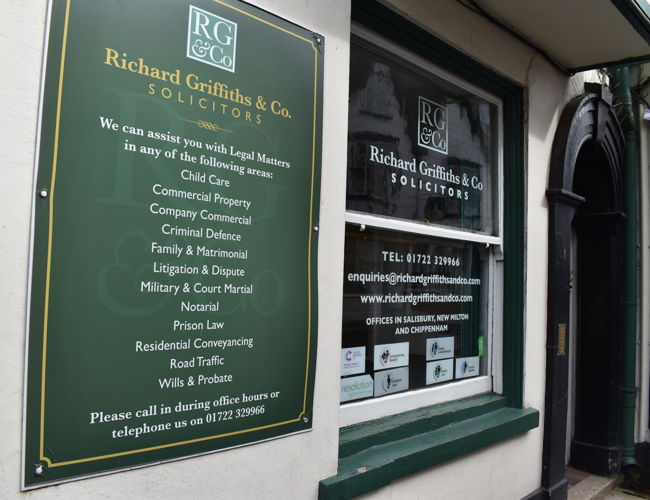 RG
&Co
Richard Griffiths & Co.
SOLICITORS
We can assist you with Legal Matters
in any of the following areas:
Child Care
Commercial Property
Company Commercial
Criminal Defence
Family & Matrimonial
Litigation & Dispute
Military & Court Martial
Notarial
Prison Law
Residential Conveyancing
Road Traffic
Wills & Probate
Please call in during office hours or
telephone us on 01722 329966
RG
&Co
Richard Griffiths & Co
SOLICITORS
TEL: 01722 329966
enquiries@richardgriffithsandco.com
www.richardgriffithsandco.com
OFFICES IN SALISBURY, NEW MILTON
AND CHIPPENHAM
resolution